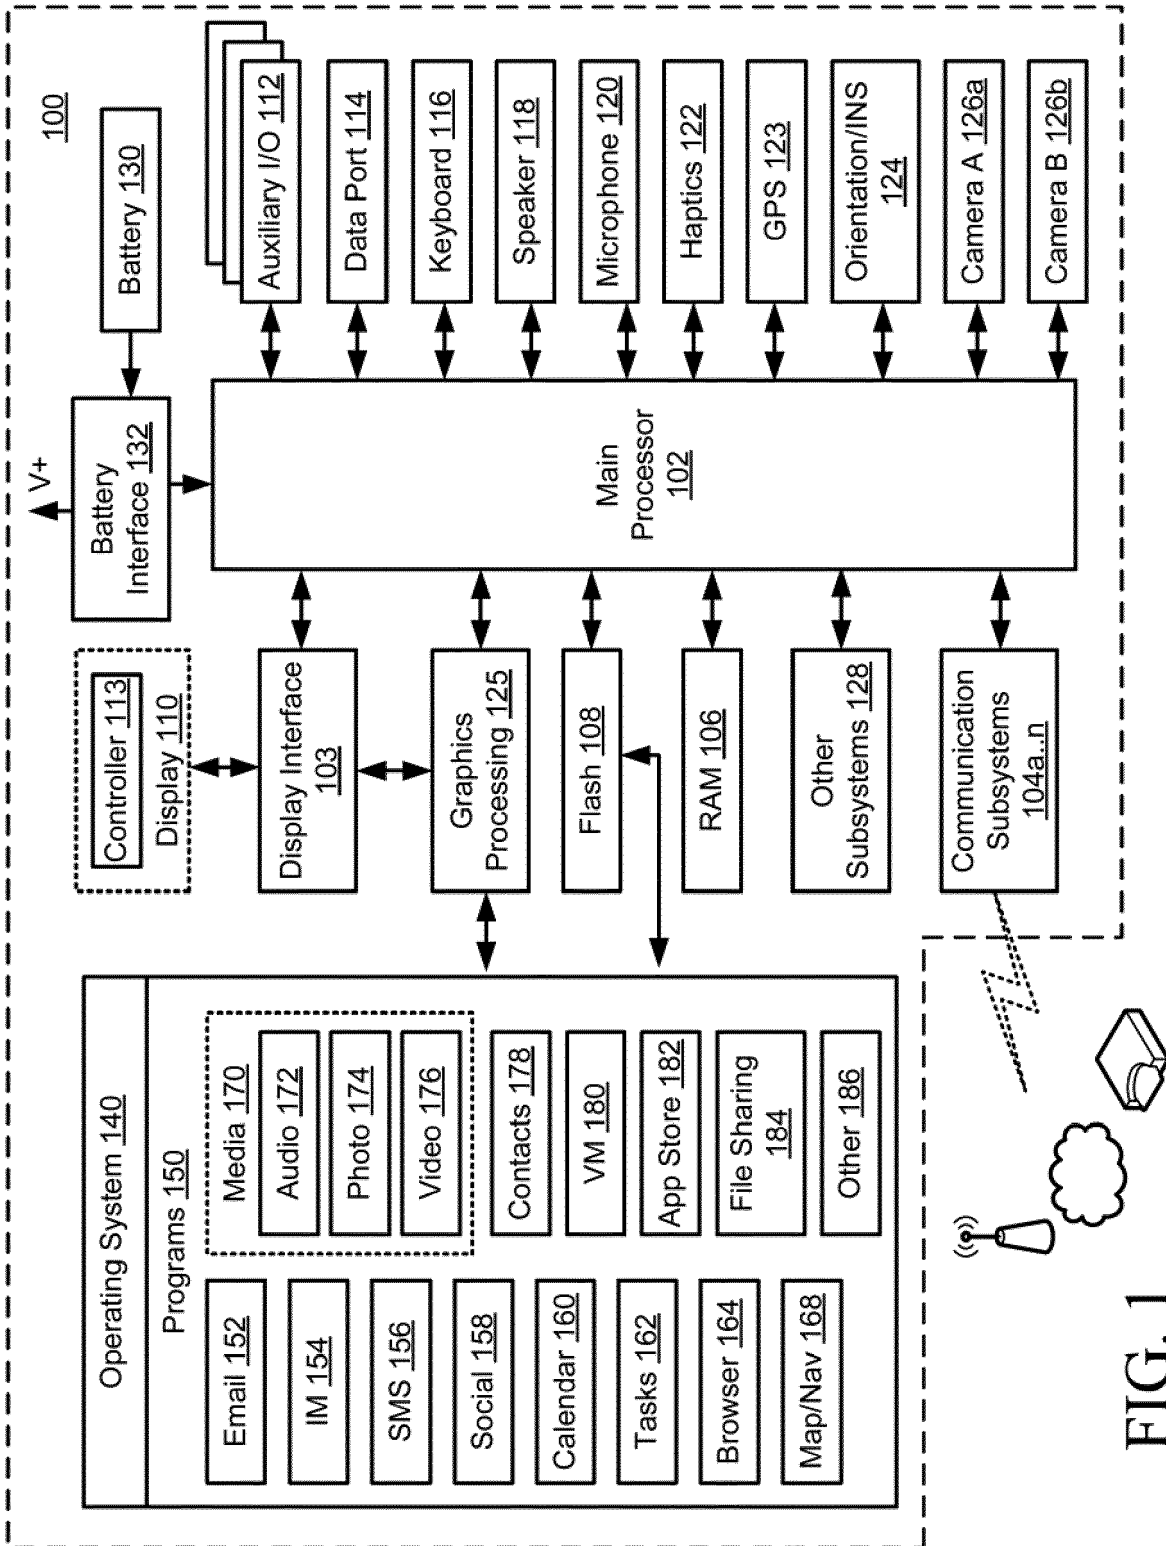 100
Operating System 140
Programs 150
Email 152
IM 154
SMS 156
Social 158
Calendar 160
Tasks 162
Browser 164
Map/Nav 168
Media 170
Audio 172
Photo 174
Video 176
Contacts 178
VM 180
App Store 182
File Sharing
184
Other 186
Controller 113
Display 110
Display Interface
103
Graphics
Processing 125
Flash 108
RAM 106
Other
Subsystems 128
Communication
Subsystems
104a..n
V+
Battery
Interface 132
Battery 130
Main
Processor
102
Auxiliary I/O 112
Data Port 114
Keyboard 116
Speaker 118
Microphone 120
Haptics 122
GPS 123
Orientation/INS
124
Camera A 126a
Camera B 126b
FIG. 1